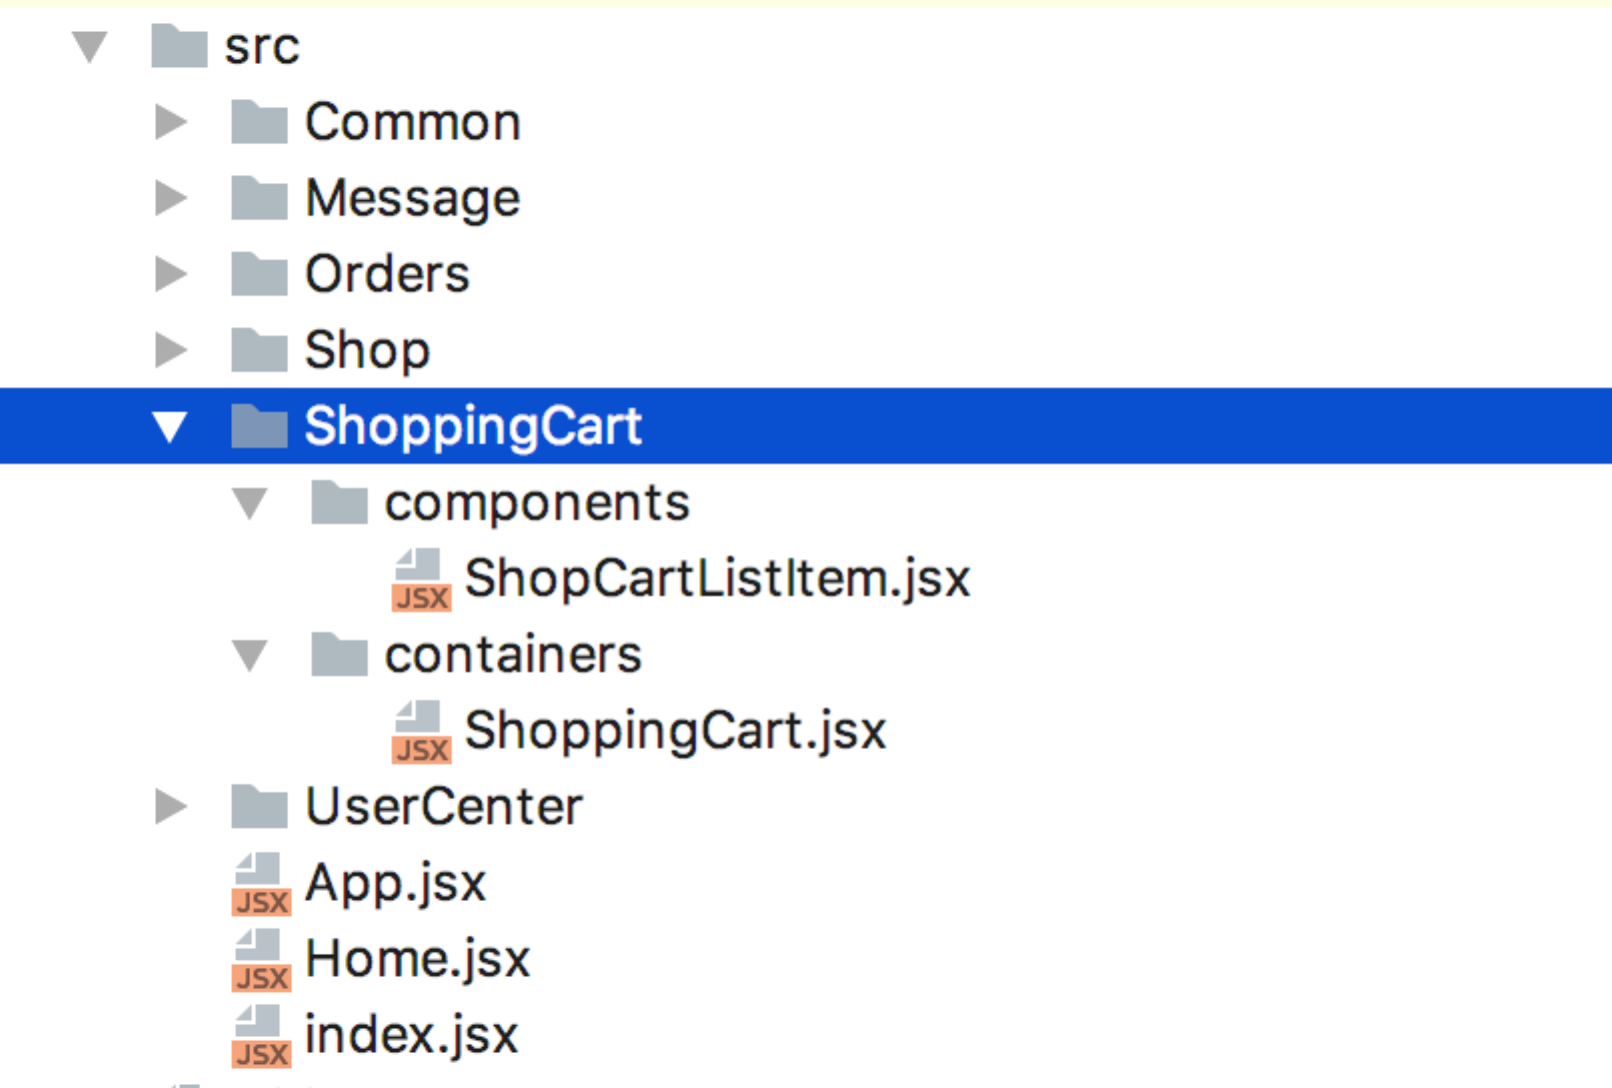 src
Common
Message
Orders
Shop
ShoppingCart
components
JSX ShopCartListItem.jsx
containers
JSX ShoppingCart.jsx
UserCenter
JSX App.jsx
JSX Home.jsx
JSX index.jsx